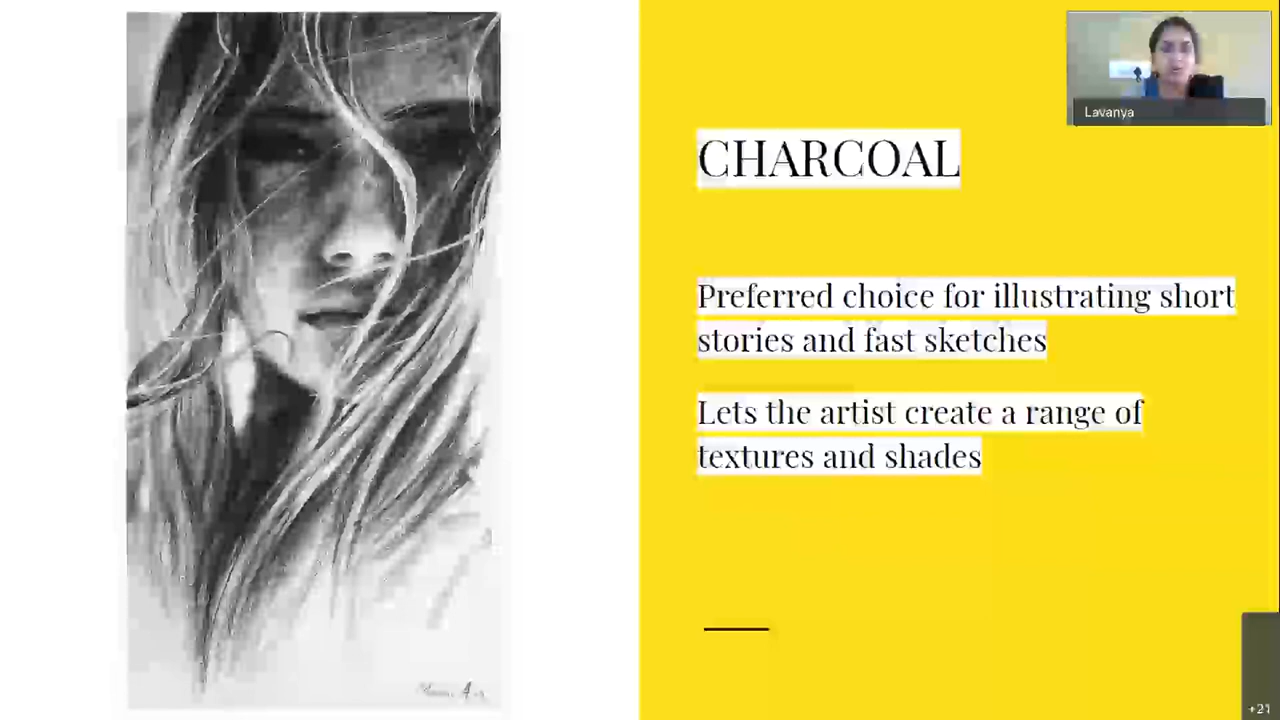 Lavanya
CHARCOAL
Preferred choice for illustrating short
stories and fast sketches
Lets the artist create a range of
textures and shades
+21